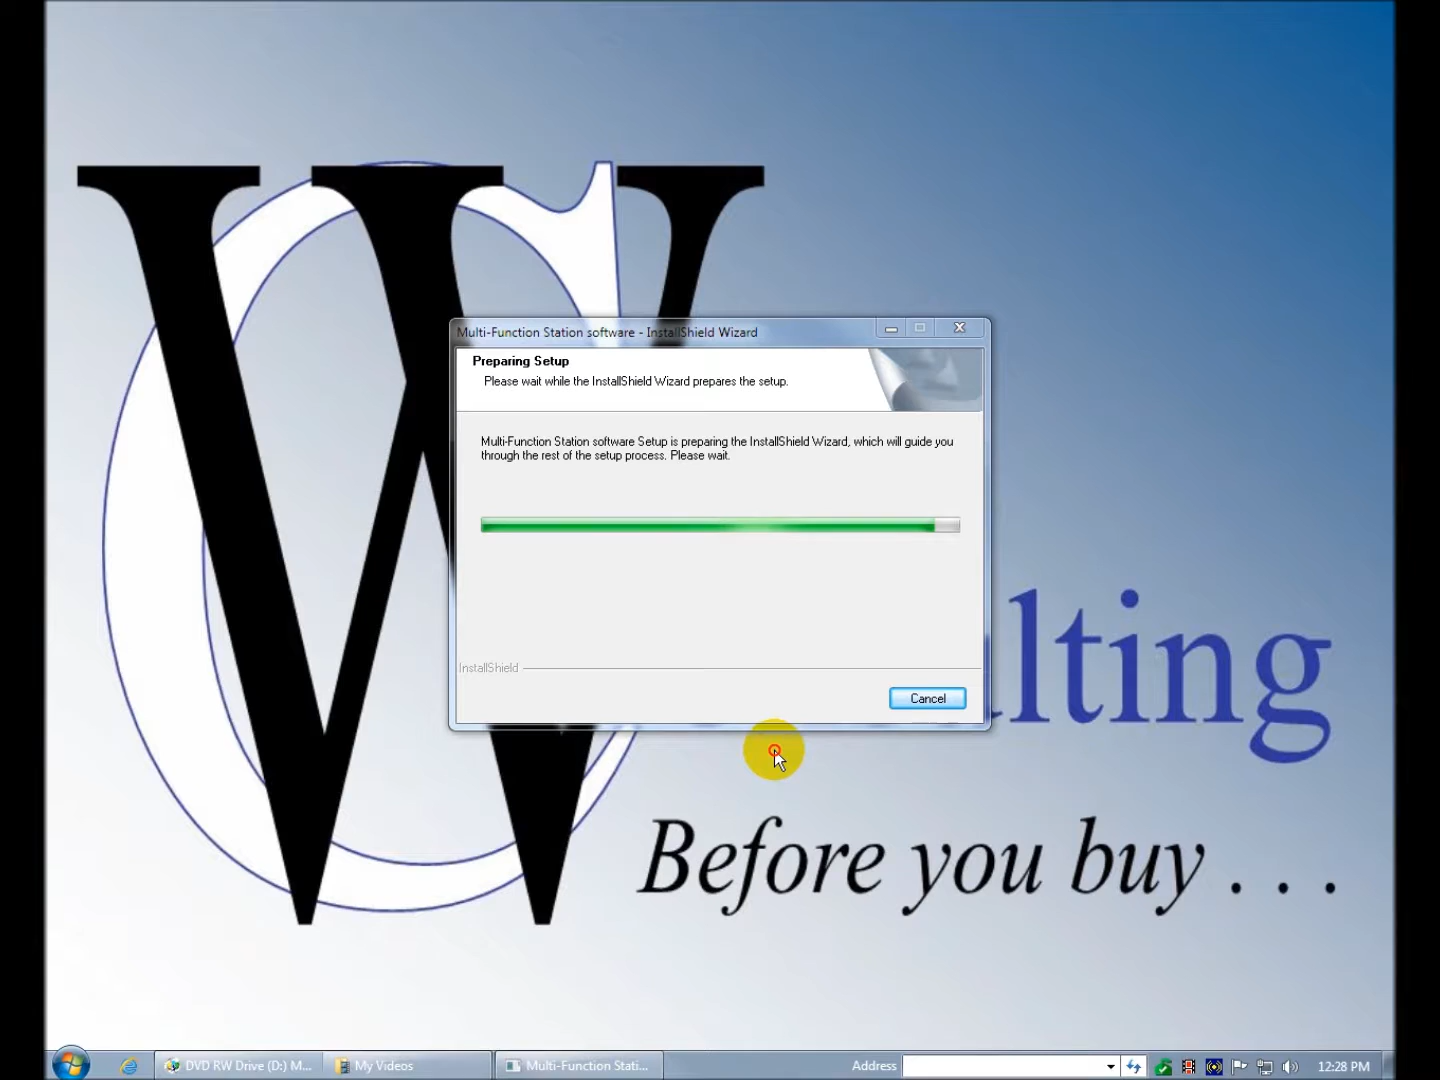 Multi-Function Station software - InstallShield Wizard
Preparing Setup
Please wait while the InstallShield Wizard prepares the setup.
Multi-Function Station software Setup is preparing the InstallShield Wizard, which will guide you
through the rest of the setup process. Please wait.
InstallShield
Cancel
WC
ulting
Before you buy . . .
DVD RW Drive (D:) M...
My Videos
Multi-Function Stati...
Address
12:28 PM